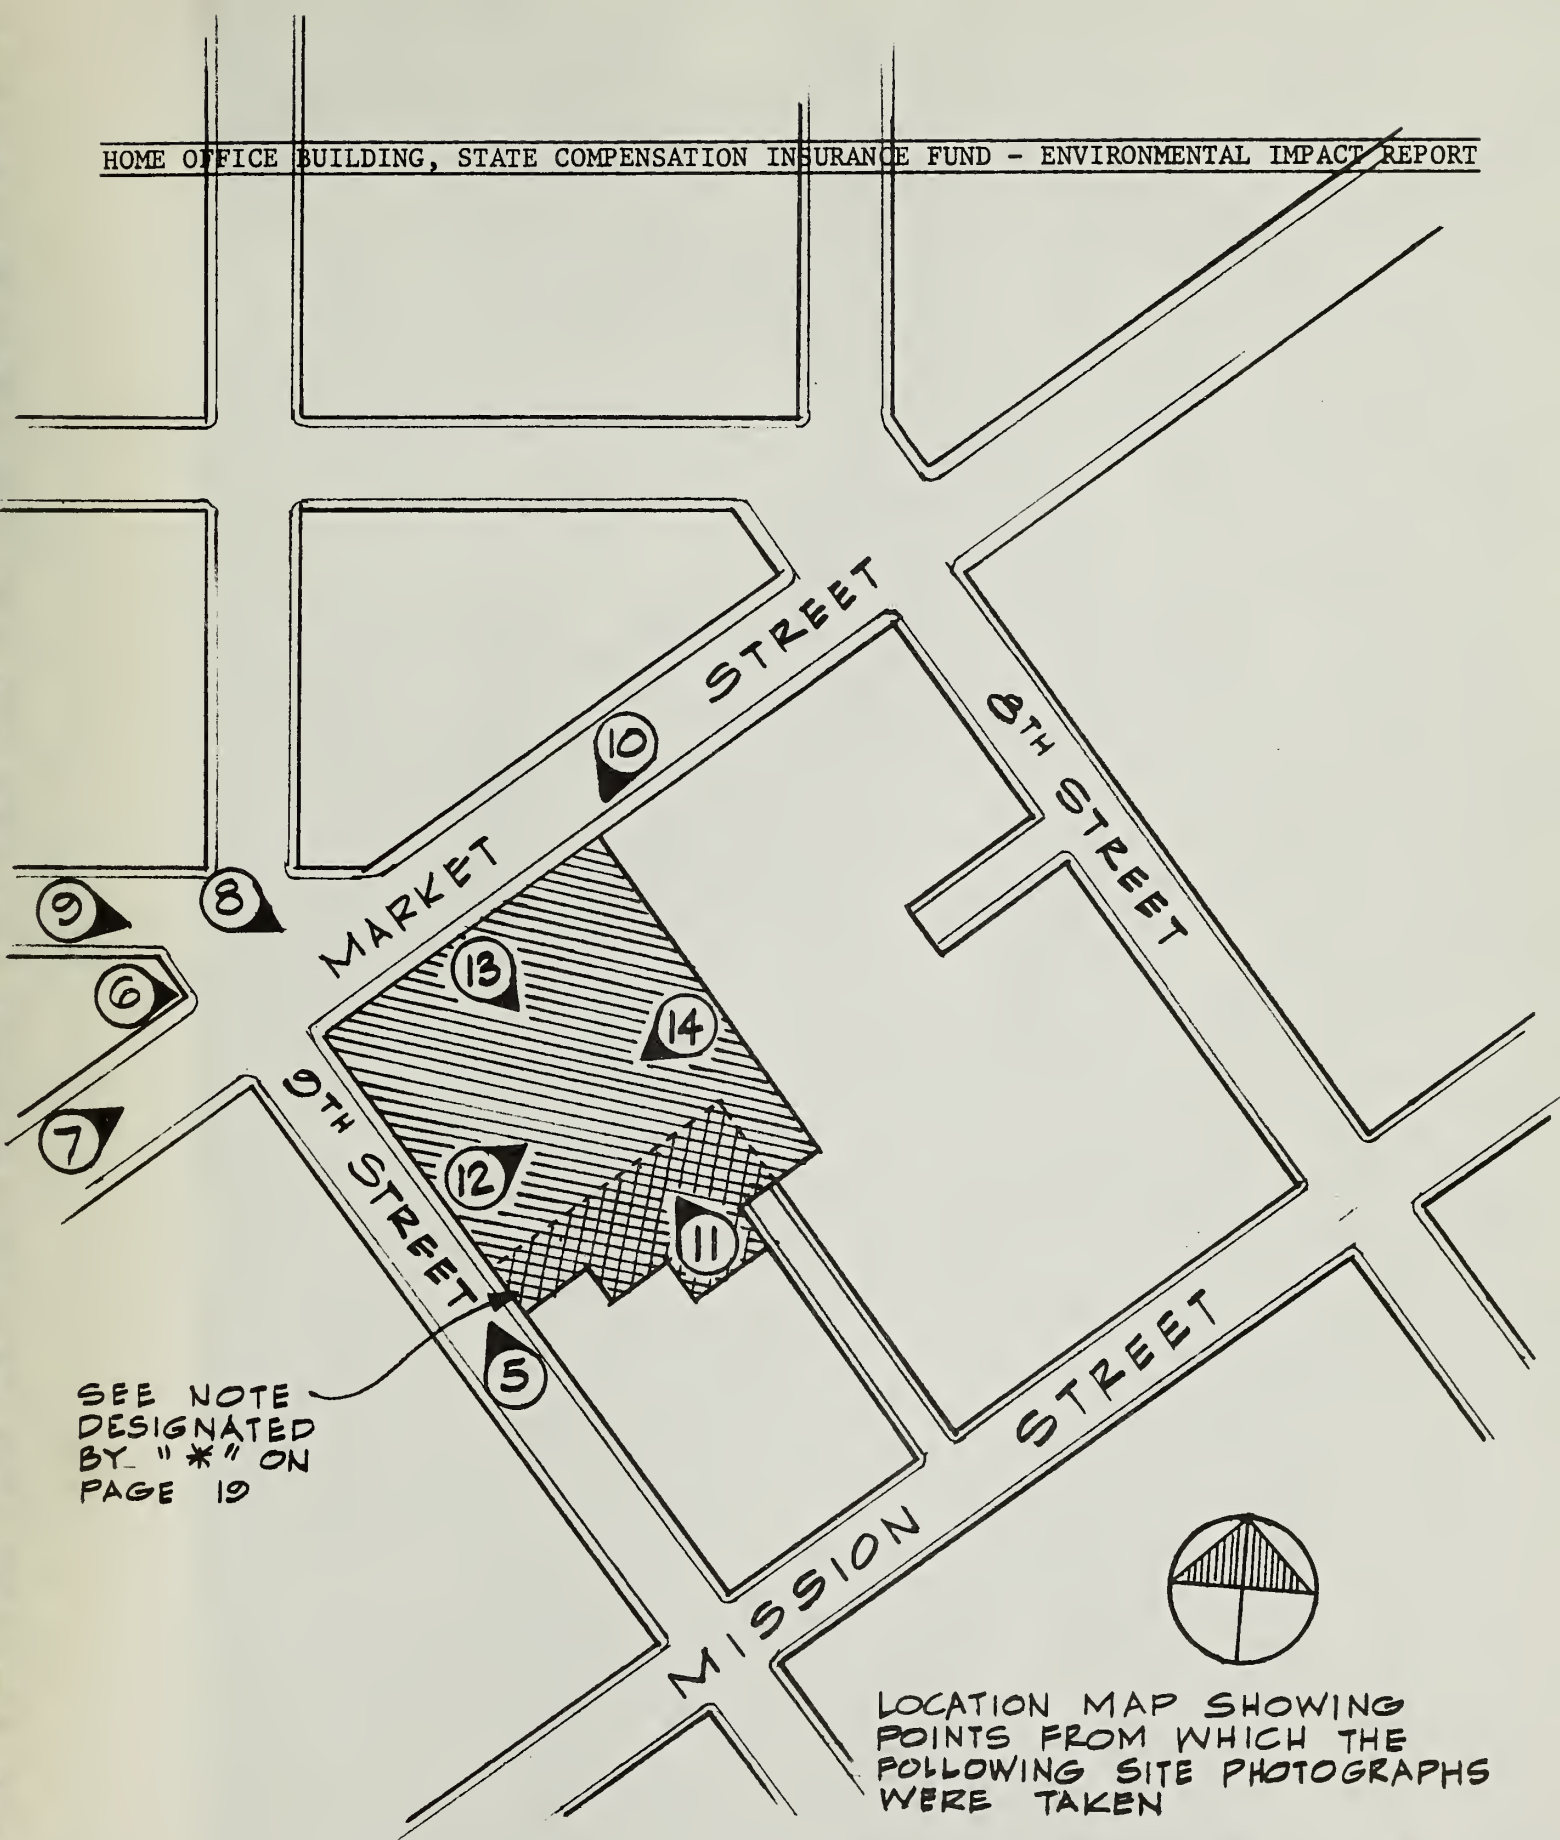 HOME OFFICE BUILDING, STATE COMPENSATION INSURANCE FUND - ENVIRONMENTAL IMPACT REPORT
MARKET STREET
8TH STREET
10
9
8
6
7
13
14
12
11
5
9TH STREET
SEE NOTE
DESIGNATED
BY "*" ON
PAGE 19
MISSION STREET
LOCATION MAP SHOWING
POINTS FROM WHICH THE
FOLLOWING SITE PHOTOGRAPHS
WERE TAKEN